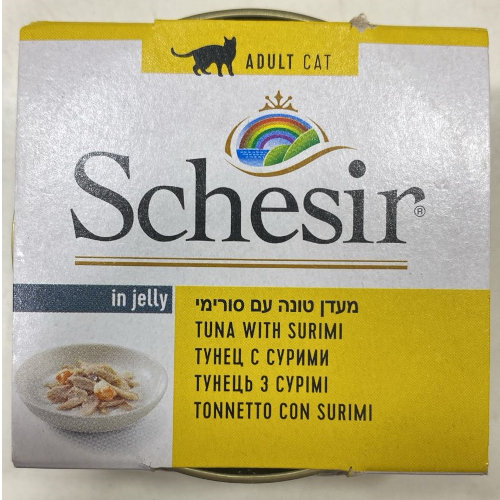 ADULT CAT
Schesir®
in jelly
מעדן טונה עם סורימי
TUNA WITH SURIMI
ТУНЕЦ С СУРИМИ
ТУНЕЦЬ З СУРІМІ
TONNETTO CON SURIMI